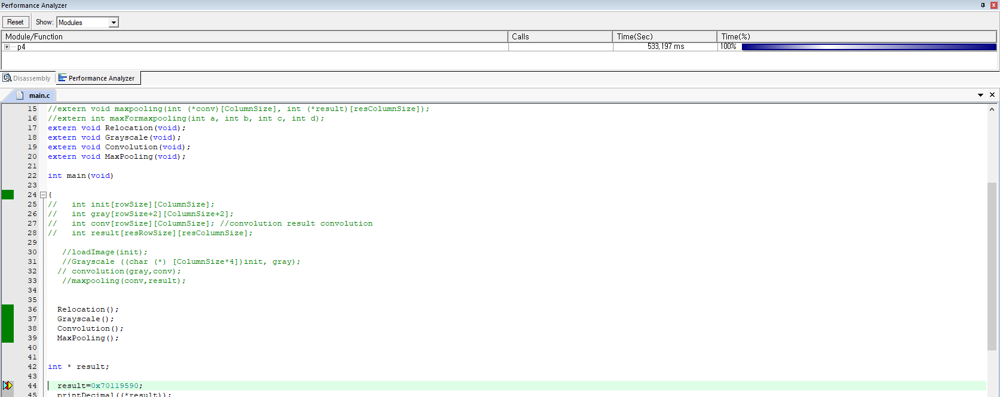 Performance Analyzer
Reset Show: Modules
Module/Function Calls Time(Sec) Time(%)
p4 533,197 ms 100%
Disassembly Performance Analyzer
main.c
15 //extern void maxpooling(int (*conv)[ColumnSize], int (*result)[resColumnSize]);
16 //extern int maxFormaxpooling(int a, int b, int c, int d);
17 extern void Relocation(void);
18 extern void Grayscale(void);
19 extern void Convolution(void);
20 extern void MaxPooling(void);
21
22 int main(void)
23
24 {
25 //   int init[rowSize][ColumnSize];
26 //   int gray[rowSize+2][ColumnSize+2];
27 //   int conv[rowSize][ColumnSize]; //convolution result convolution
28 //   int result[resRowSize][resColumnSize];
29
30    //loadImage(init);
31    //Grayscale ((char (*) [ColumnSize*4])init, gray);
32   // convolution(gray,conv);
33    //maxpooling(conv,result);
34
35
36   Relocation();
37   Grayscale();
38   Convolution();
39   MaxPooling();
40
41
42 int * result;
43
44   result=0x70119590;
45   printDecimal((*result));